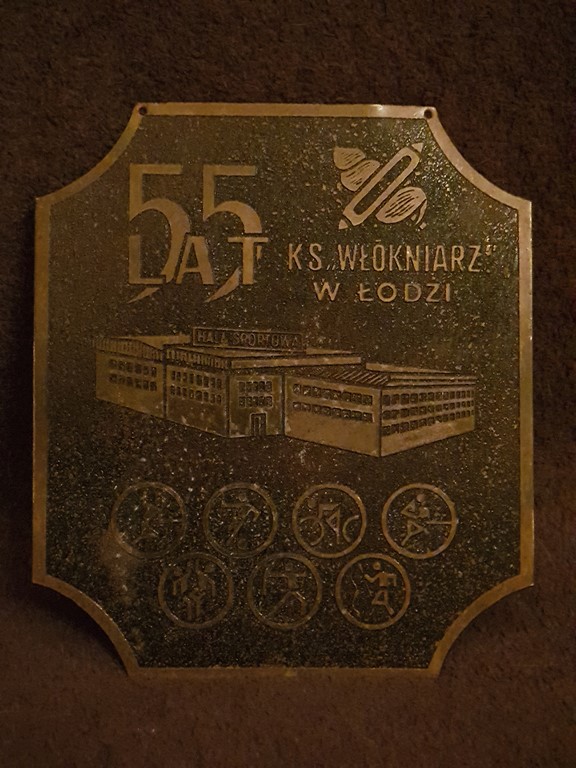 55 LAT
KS „WŁÓKNIARZ"
W ŁODZI
HALA SPORTOWA